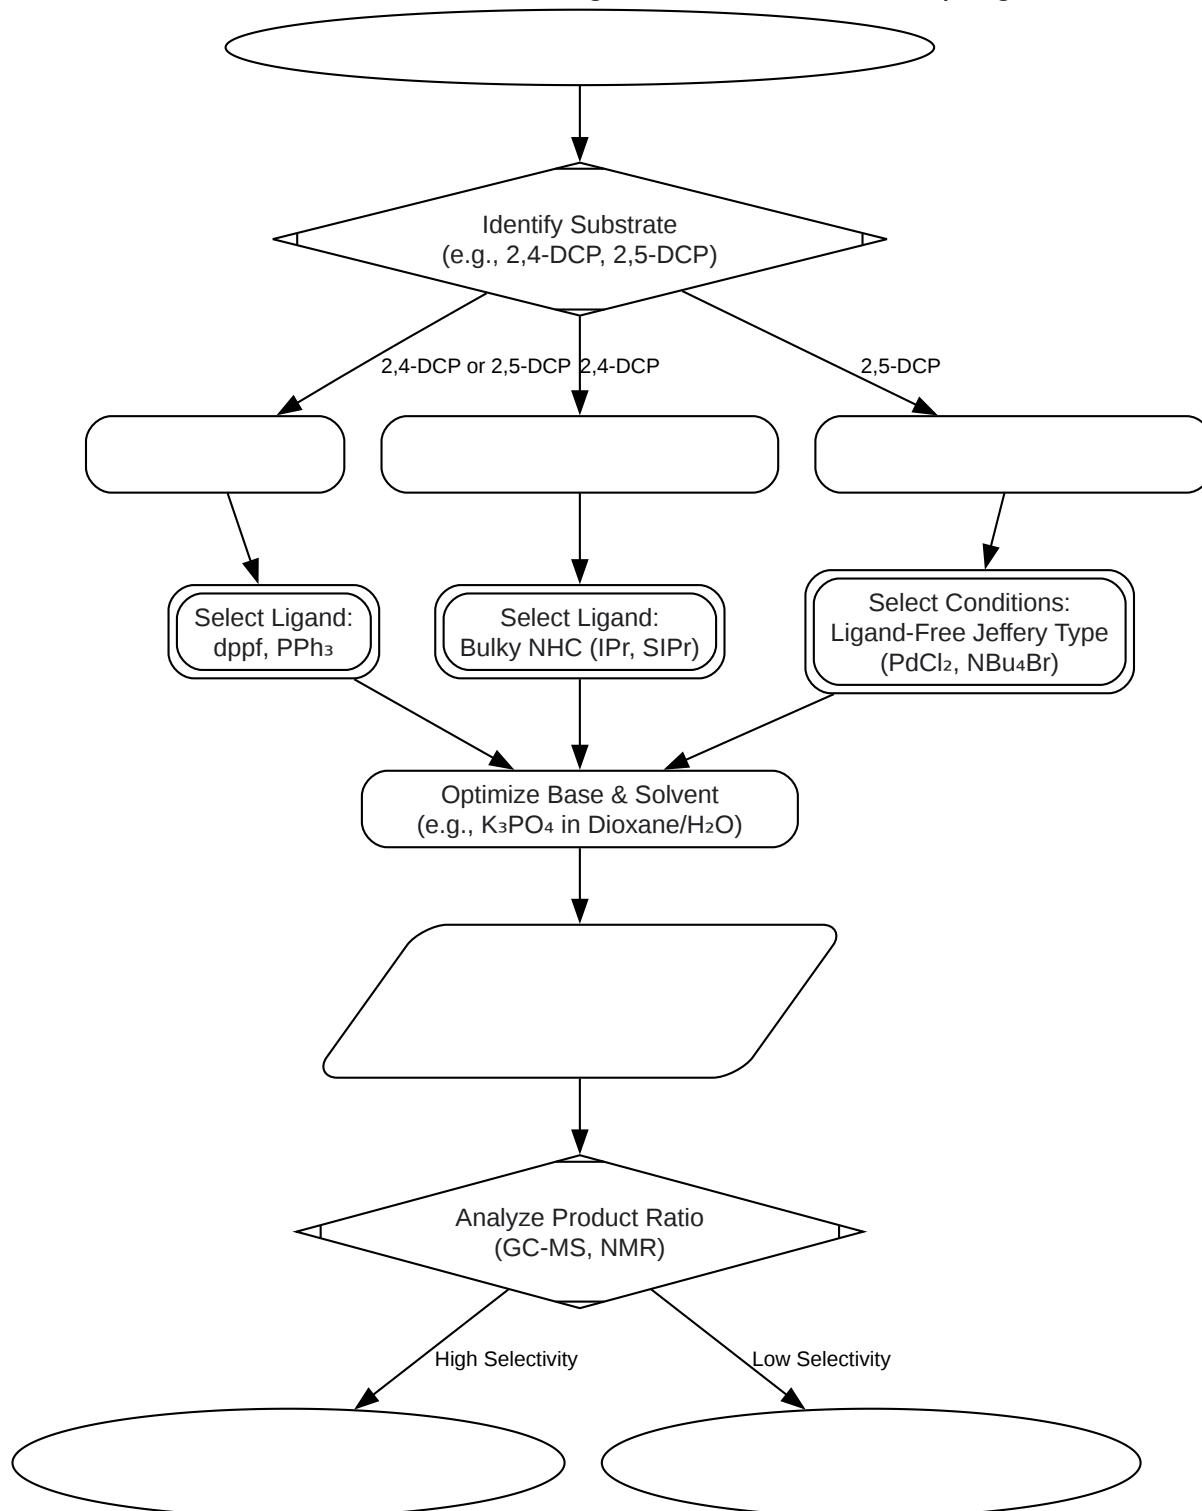 Identify Substrate
(e.g., 2,4-DCP, 2,5-DCP)
2,4-DCP or 2,5-DCP
2,4-DCP
2,5-DCP
Select Ligand:
dppf, PPh₃
Select Ligand:
Bulky NHC (IPr, SIPr)
Select Conditions:
Ligand-Free Jeffery Type
(PdCl₂, NBu₄Br)
Optimize Base & Solvent
(e.g., K₃PO₄ in Dioxane/H₂O)
Analyze Product Ratio
(GC-MS, NMR)
High Selectivity
Low Selectivity